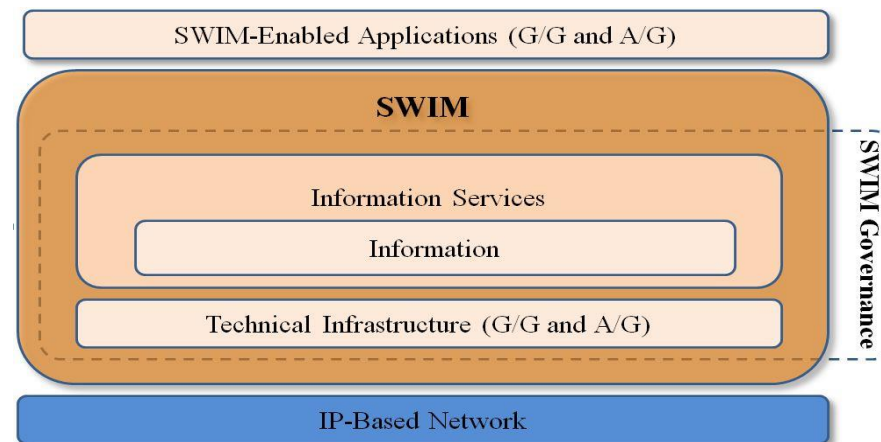 SWIM-Enabled Applications (G/G and A/G)
SWIM
Information Services
Information
Technical Infrastructure (G/G and A/G)
SWIM Governance
IP-Based Network